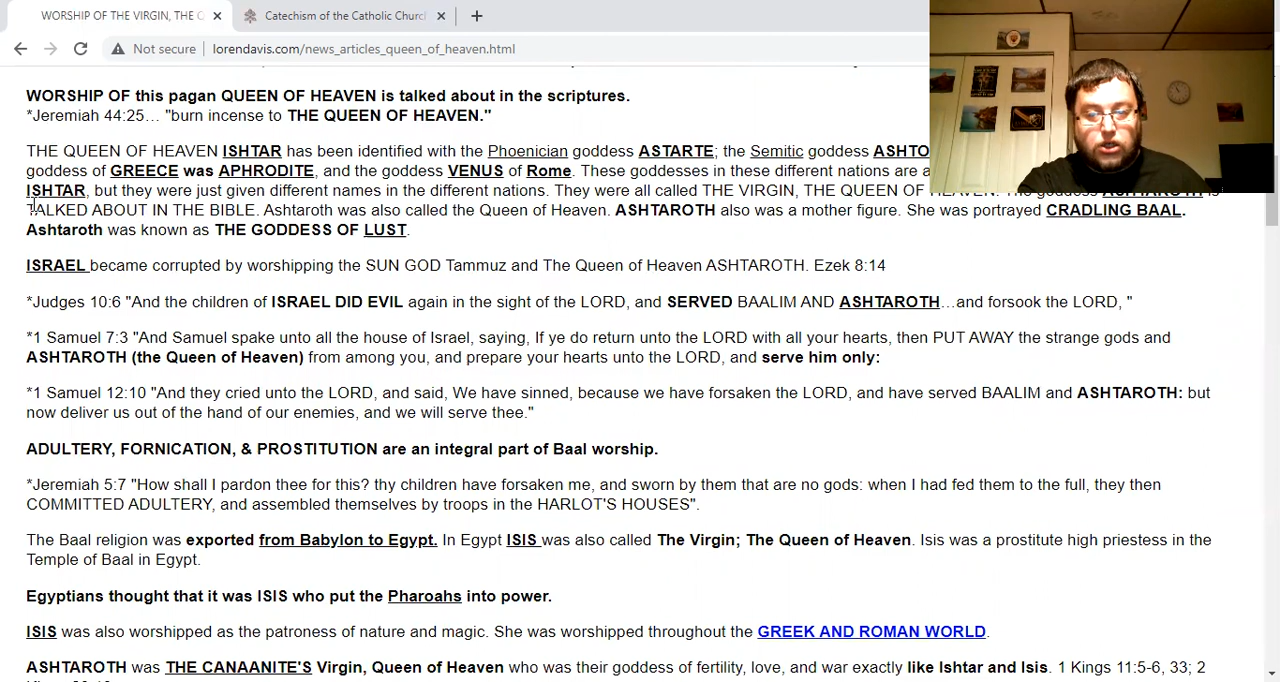 WORSHIP OF THE VIRGIN, THE Q
Catechism of the Catholic Churc
Not secure | lorendavis.com/news_articles_queen_of_heaven.html
WORSHIP OF this pagan QUEEN OF HEAVEN is talked about in the scriptures.
*Jeremiah 44:25… "burn incense to THE QUEEN OF HEAVEN."
THE QUEEN OF HEAVEN ISHTAR has been identified with the Phoenician goddess ASTARTE; the Semitic goddess ASHTO
goddess of GREECE was APHRODITE, and the goddess VENUS of Rome. These goddesses in these different nations are a
ISHTAR, but they were just given different names in the different nations. They were all called THE VIRGIN, THE QUEEN OF HEAVEN. The goddess ASHTAROTH is
TALKED ABOUT IN THE BIBLE. Ashtaroth was also called the Queen of Heaven. ASHTAROTH also was a mother figure. She was portrayed CRADLING BAAL.
Ashtaroth was known as THE GODDESS OF LUST.
ISRAEL became corrupted by worshipping the SUN GOD Tammuz and The Queen of Heaven ASHTAROTH. Ezek 8:14
*Judges 10:6 "And the children of ISRAEL DID EVIL again in the sight of the LORD, and SERVED BAALIM AND ASHTAROTH…and forsook the LORD, "
*1 Samuel 7:3 "And Samuel spake unto all the house of Israel, saying, If ye do return unto the LORD with all your hearts, then PUT AWAY the strange gods and
ASHTAROTH (the Queen of Heaven) from among you, and prepare your hearts unto the LORD, and serve him only:
*1 Samuel 12:10 "And they cried unto the LORD, and said, We have sinned, because we have forsaken the LORD, and have served BAALIM and ASHTAROTH: but
now deliver us out of the hand of our enemies, and we will serve thee."
ADULTERY, FORNICATION, & PROSTITUTION are an integral part of Baal worship.
*Jeremiah 5:7 "How shall I pardon thee for this? thy children have forsaken me, and sworn by them that are no gods: when I had fed them to the full, they then
COMMITTED ADULTERY, and assembled themselves by troops in the HARLOT'S HOUSES".
The Baal religion was exported from Babylon to Egypt. In Egypt ISIS was also called The Virgin; The Queen of Heaven. Isis was a prostitute high priestess in the
Temple of Baal in Egypt.
Egyptians thought that it was ISIS who put the Pharoahs into power.
ISIS was also worshipped as the patroness of nature and magic. She was worshipped throughout the GREEK AND ROMAN WORLD.
ASHTAROTH was THE CANAANITE'S Virgin, Queen of Heaven who was their goddess of fertility, love, and war exactly like Ishtar and Isis. 1 Kings 11:5-6, 33; 2